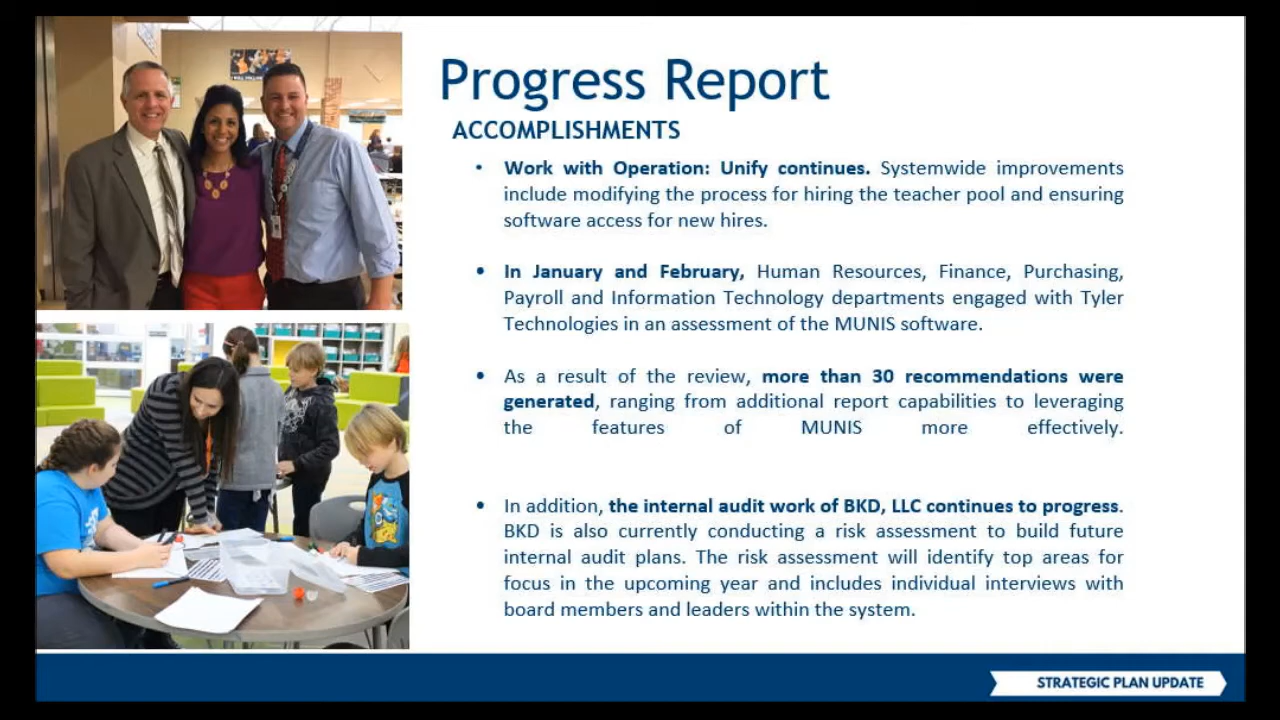 Progress Report
ACCOMPLISHMENTS
• Work with Operation: Unify continues. Systemwide improvements
include modifying the process for hiring the teacher pool and ensuring
software access for new hires.
• In January and February, Human Resources, Finance, Purchasing,
Payroll and Information Technology departments engaged with Tyler
Technologies in an assessment of the MUNIS software.
• As a result of the review, more than 30 recommendations were
generated, ranging from additional report capabilities to leveraging
the features of MUNIS more effectively.
• In addition, the internal audit work of BKD, LLC continues to progress.
BKD is also currently conducting a risk assessment to build future
internal audit plans. The risk assessment will identify top areas for
focus in the upcoming year and includes individual interviews with
board members and leaders within the system.
STRATEGIC PLAN UPDATE